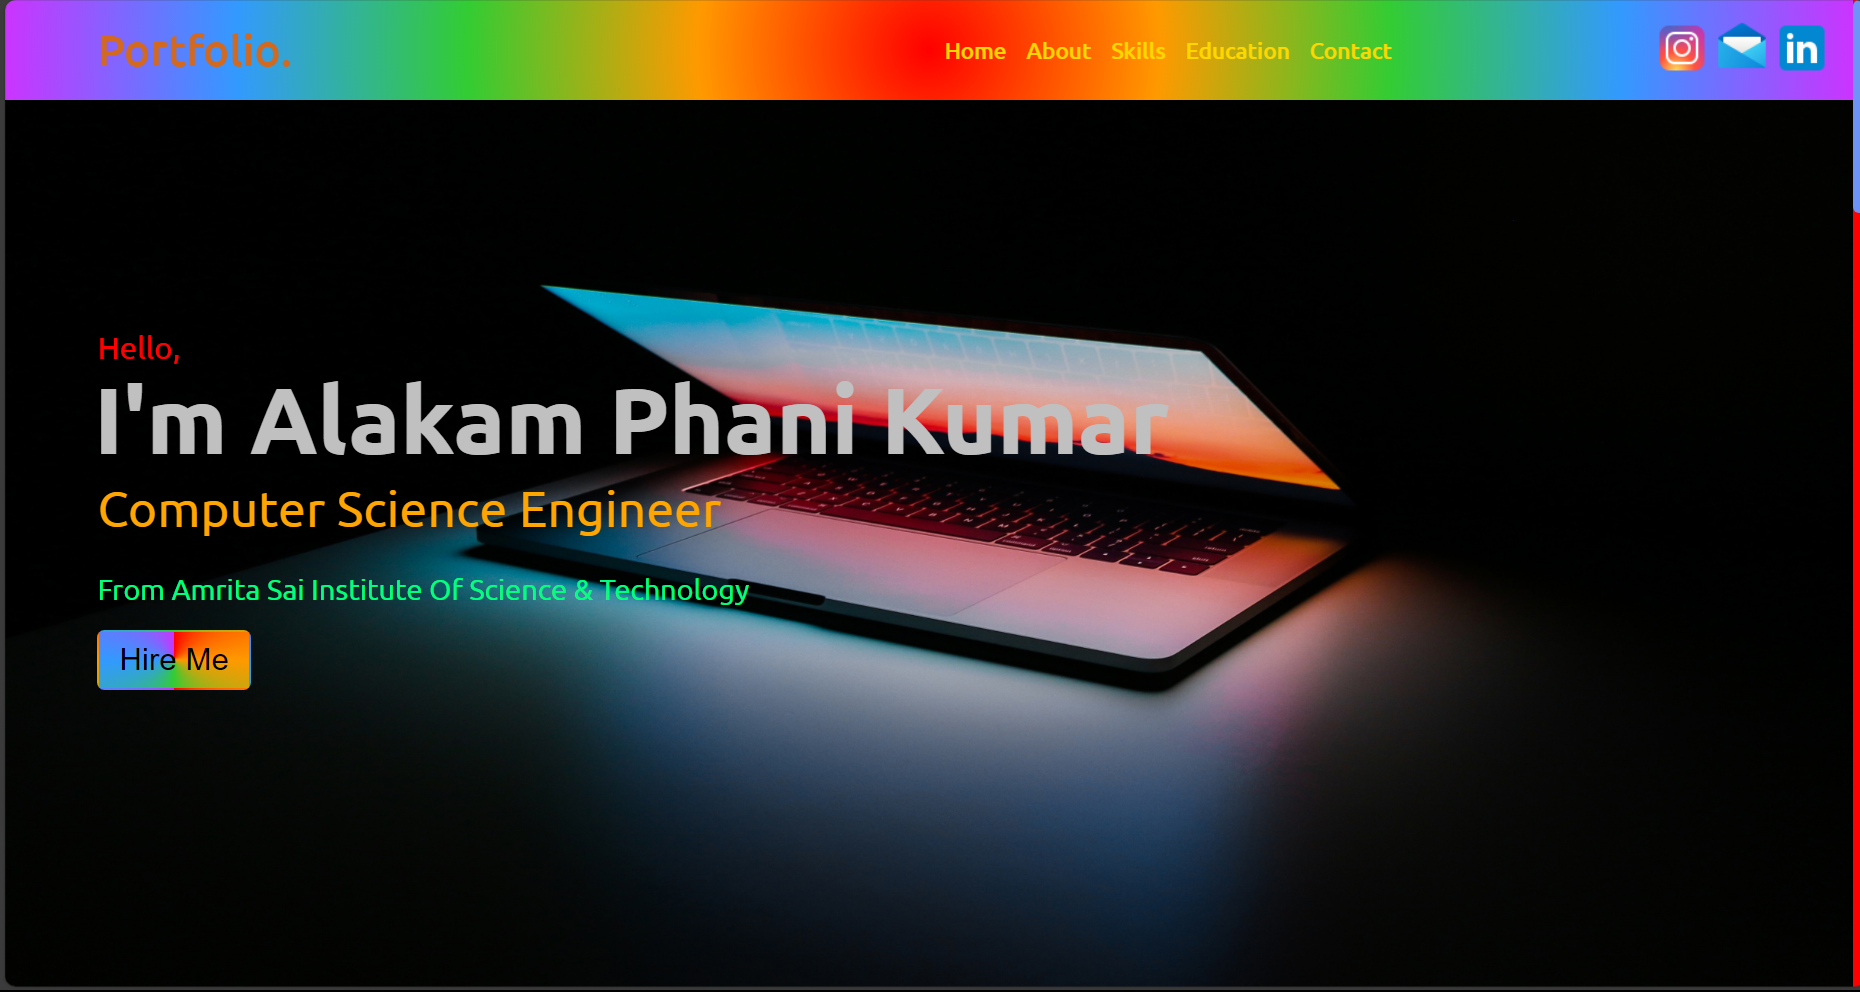 Portfolio.
Home About Skills Education Contact
in
Hello,
I'm Alakam Phani Kumar
Computer Science Engineer
From Amrita Sai Institute Of Science & Technology
Hire Me